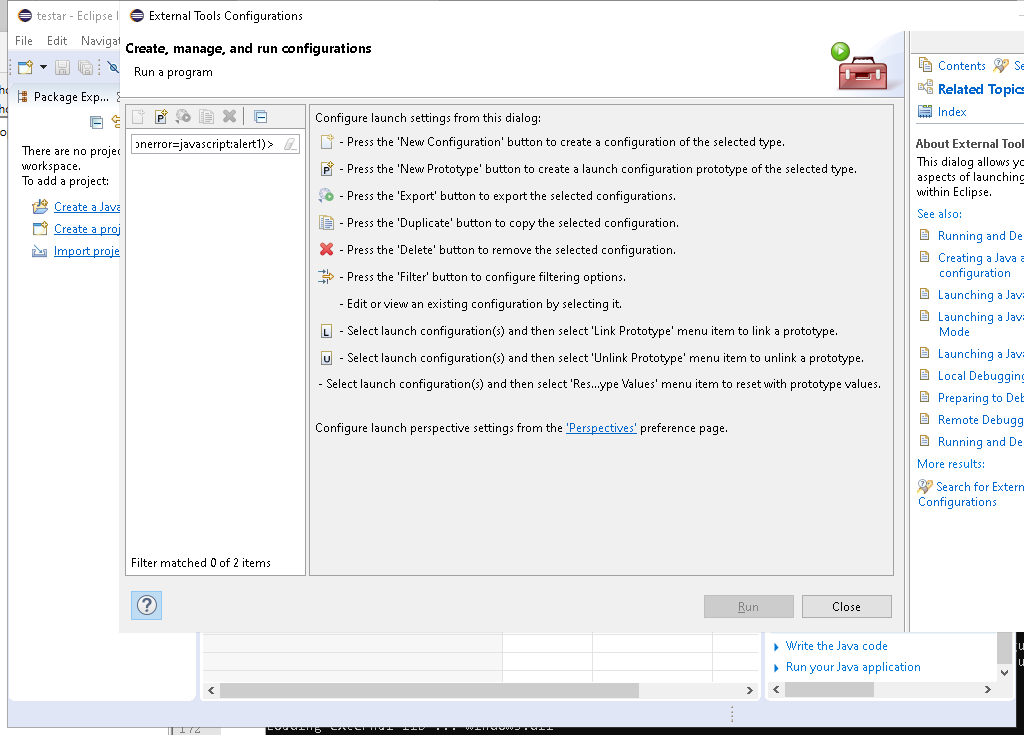 testar - Eclipse I
External Tools Configurations
File Edit Navigat
Create, manage, and run configurations
Run a program
Package Exp...
There are no projec
workspace.
To add a project:
Create a Java
Create a proj
Import proje
onerror=javascript:alert1)>
Filter matched 0 of 2 items
Configure launch settings from this dialog:
- Press the 'New Configuration' button to create a configuration of the selected type.
P - Press the 'New Prototype' button to create a launch configuration prototype of the selected type.
- Press the 'Export' button to export the selected configurations.
- Press the 'Duplicate' button to copy the selected configuration.
- Press the 'Delete' button to remove the selected configuration.
- Press the 'Filter' button to configure filtering options.
- Edit or view an existing configuration by selecting it.
L - Select launch configuration(s) and then select 'Link Prototype' menu item to link a prototype.
U - Select launch configuration(s) and then select 'Unlink Prototype' menu item to unlink a prototype.
- Select launch configuration(s) and then select 'Res...ype Values' menu item to reset with prototype values.
Configure launch perspective settings from the 'Perspectives' preference page.
?
Run
Close
Contents Se
Related Topics
Index
About External Tool
This dialog allows yo
aspects of launching
within Eclipse.
See also:
Running and De
Creating a Java a
configuration
Launching a Java
Launching a Java
Mode
Launching a Java
Local Debugging
Preparing to Deb
Remote Debugg
Running and De
More results:
Search for Extern
Configurations
Write the Java code
Run your Java application
172
Loading external lib ... windows.dll